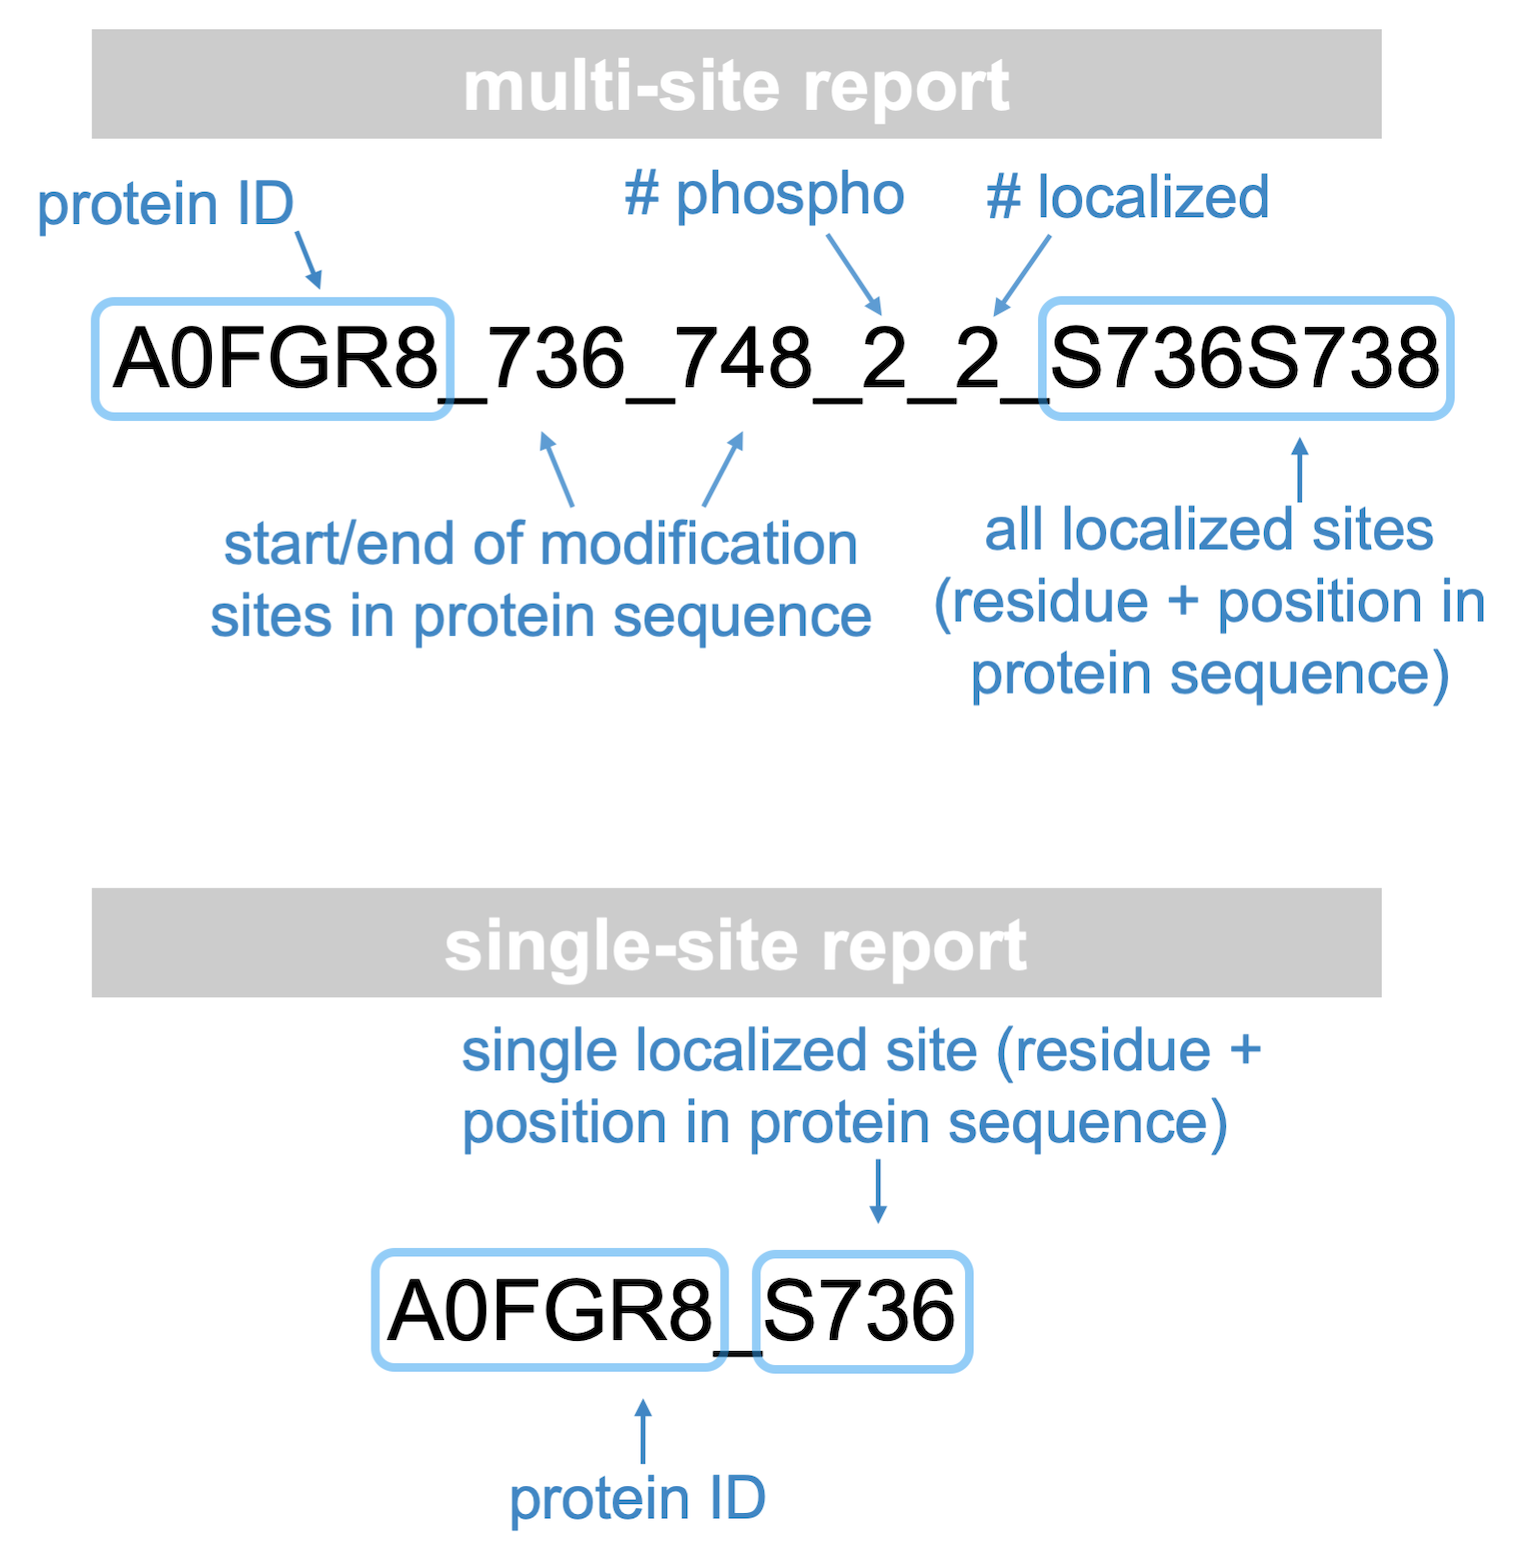 multi-site report
protein ID
# phospho
# localized
A0FGR8_736_748_2_2_S736S738
start/end of modification
sites in protein sequence
all localized sites
(residue + position in
protein sequence)
single-site report
single localized site (residue +
position in protein sequence)
A0FGR8_S736
protein ID